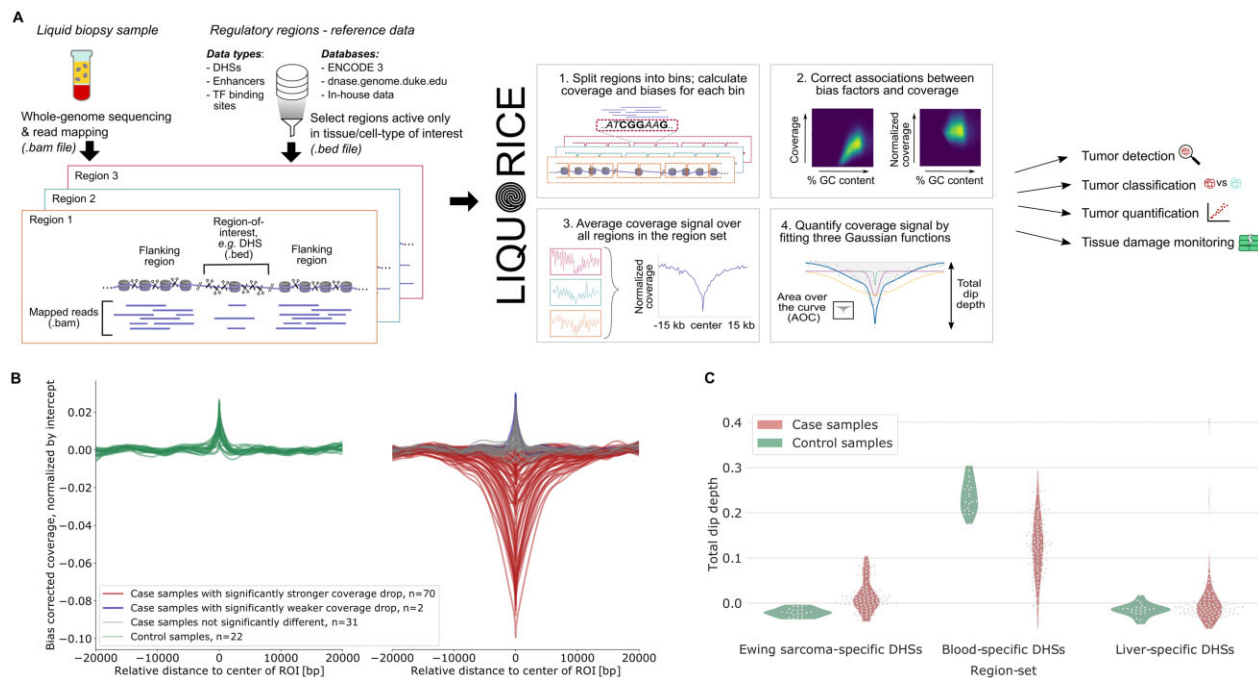 A
Liquid biopsy sample
Regulatory regions - reference data
Data types:
- DHSs
- Enhancers
- TF binding
sites
Databases:
- ENCODE 3
- dnase.genome.duke.edu
- In-house data
Whole-genome sequencing
& read mapping
(.bam file)
Select regions active only
in tissue/cell-type of interest
(.bed file)
Region 3
Region 2
Region 1
Flanking
region
Region-of-
interest,
e.g. DHS
(.bed)
Flanking
region
Mapped reads
(.bam)
LIQUORICE
1. Split regions into bins; calculate
coverage and biases for each bin
...ATCGGAAG...
2. Correct associations between
bias factors and coverage
Coverage
% GC content
Normalized
coverage
% GC content
3. Average coverage signal over
all regions in the region set
Normalized
coverage
-15 kb center 15 kb
4. Quantify coverage signal by
fitting three Gaussian functions
Area over
the curve
(AOC)
Total
dip
depth
Tumor detection
Tumor classification
vs
Tumor quantification
Tissue damage monitoring
B
Bias corrected coverage, normalized by intercept
0.02
0.00
−0.02
−0.04
−0.06
−0.08
−0.10
Case samples with significantly stronger coverage drop, n=70
Case samples with significantly weaker coverage drop, n=2
Case samples not significantly different, n=31
Control samples, n=22
−20000 −10000 0 10000 20000
Relative distance to center of ROI [bp]
−20000 −10000 0 10000 20000
Relative distance to center of ROI [bp]
C
Case samples
Control samples
Total dip depth
0.4
0.3
0.2
0.1
0.0
Ewing sarcoma-specific DHSs Blood-specific DHSs Liver-specific DHSs
Region-set